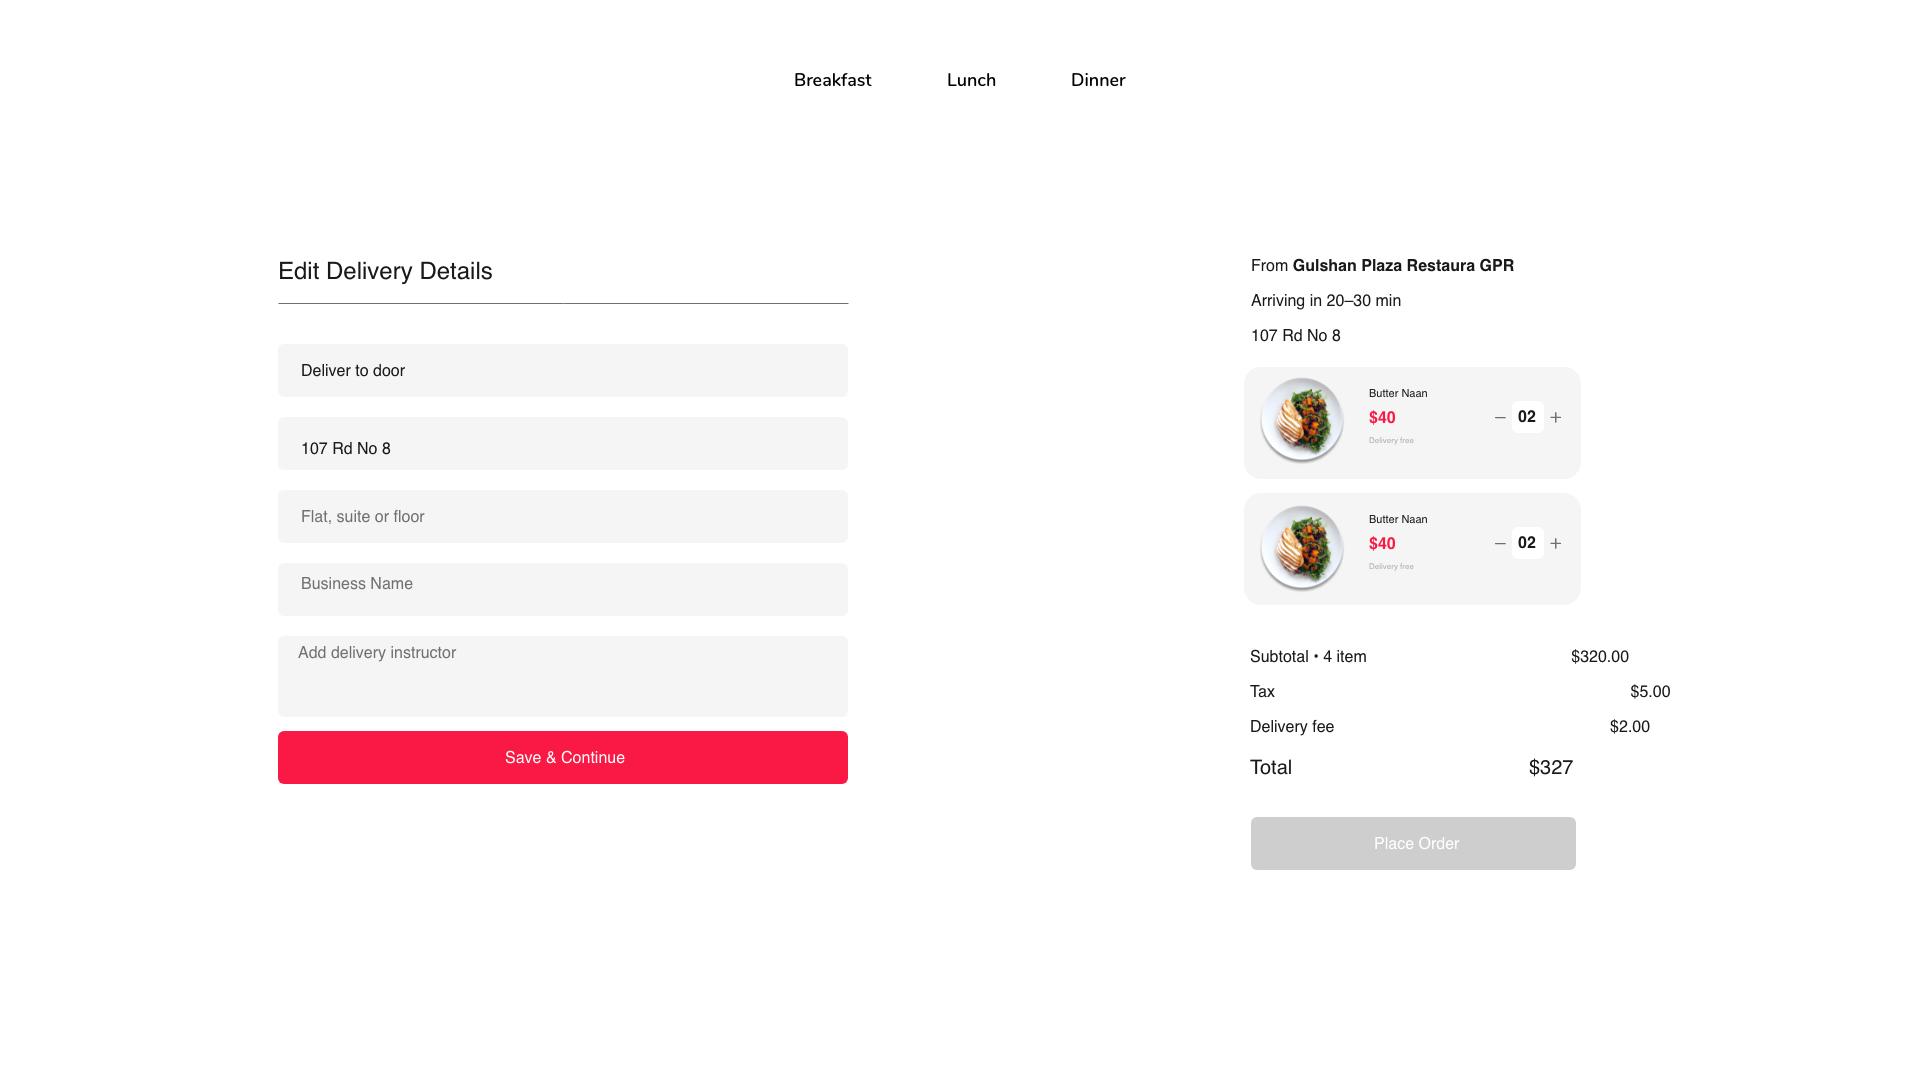 Breakfast Lunch Dinner
Edit Delivery Details
Deliver to door
107 Rd No 8
Flat, suite or floor
Business Name
Add delivery instructor
Save & Continue
From Gulshan Plaza Restaura GPR
Arriving in 20–30 min
107 Rd No 8
Butter Naan
$40
Delivery free
– 02 +
Butter Naan
$40
Delivery free
– 02 +
Subtotal • 4 item $320.00
Tax $5.00
Delivery fee $2.00
Total $327
Place Order